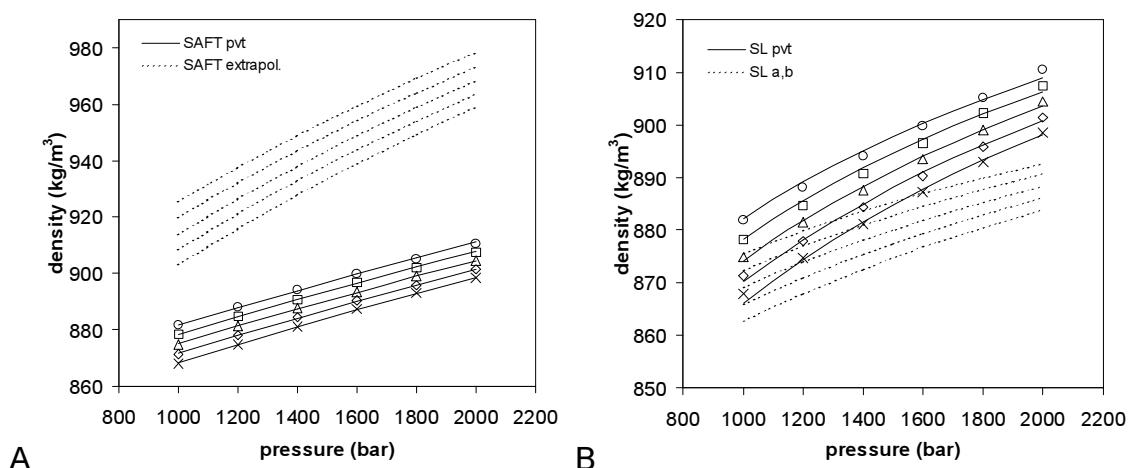 SAFT pvt
SAFT extrapol.
980
960
940
920
900
880
860
density (kg/m3)
800 1000 1200 1400 1600 1800 2000 2200
pressure (bar)
A
SL pvt
SL a,b
920
910
900
890
880
870
860
850
density (kg/m3)
800 1000 1200 1400 1600 1800 2000 2200
pressure (bar)
B